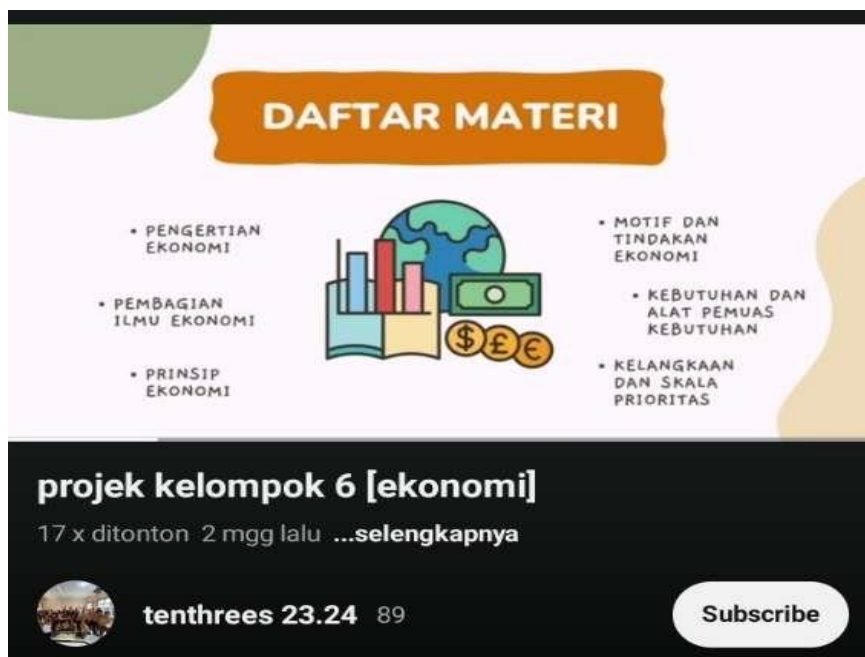 DAFTAR MATERI
• PENGERTIAN
EKONOMI
• PEMBAGIAN
ILMU EKONOMI
• PRINSIP
EKONOMI
• MOTIF DAN
TINDAKAN
EKONOMI
• KEBUTUHAN DAN
ALAT PEMUAS
KEBUTUHAN
• KELANGKAAN
DAN SKALA
PRIORITAS
$ £ €
projek kelompok 6 [ekonomi]
17 x ditonton 2 mgg lalu ...selengkapnya
tenthrees 23.24 89
Subscribe